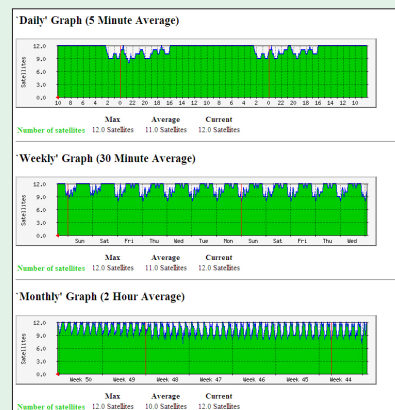 `Daily' Graph (5 Minute Average)
12.0
9.0
6.0
3.0
0.0
Satellites
10 8 6 4 2 0 22 20 18 16 14 12 10 8 6 4 2 0 22 20 18 16 14 12 10
Max Average Current
Number of satellites 12.0 Satellites 11.0 Satellites 12.0 Satellites
`Weekly' Graph (30 Minute Average)
12.0
9.0
6.0
3.0
0.0
Satellites
Sun Sat Fri Thu Wed Tue Mon Sun Sat Fri Thu Wed
Max Average Current
Number of satellites 12.0 Satellites 11.0 Satellites 12.0 Satellites
`Monthly' Graph (2 Hour Average)
12.0
9.0
6.0
3.0
0.0
Satellites
Week 50 Week 49 Week 48 Week 47 Week 46 Week 45 Week 44
Max Average Current
Number of satellites 12.0 Satellites 10.0 Satellites 12.0 Satellites